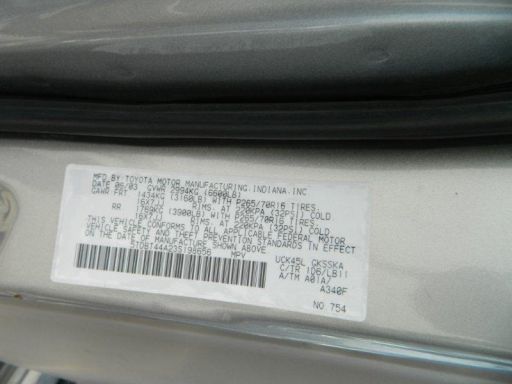 MFD.BY:TOYOTA MOTOR MANUFACTURING.INDIANA.INC
DATE 06/03 GVWR 2994KG (6600LB)
GAWR FRT 1434KG (3160LB) WITH P265/70R16 TIRES.
16X7JJ RIMS. AT 220KPA (32PSI) COLD.
RR (3900LB) WITH P265/70R16 TIRES.
RIMS. AT 220KPA (32PSI) COLD.
THIS VEHICLE CONFORMS TO ALL APPLICABLE FEDERAL MOTOR
VEHICLE SAFETY AND THEFT PREVENTION STANDARDS IN EFFECT
ON THE DATE OF MANUFACTURE SHOWN ABOVE.
MPV
UCK45L GKSSKA
C/TR 1D6/LB11
A/TM A01A/
A340F
NO.754